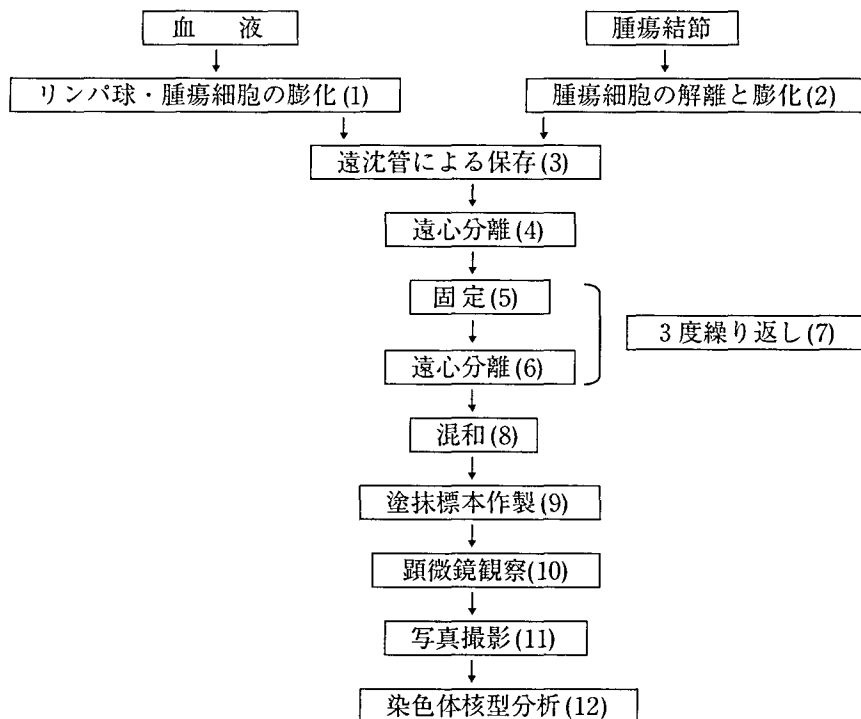 血　液
腫瘍結節
リンパ球・腫瘍細胞の膨化(1)
腫瘍細胞の解離と膨化(2)
遠沈管による保存(3)
遠心分離(4)
固定(5)
3度繰り返し(7)
遠心分離(6)
混和(8)
塗抹標本作製(9)
顕微鏡観察(10)
写真撮影(11)
染色体核型分析(12)